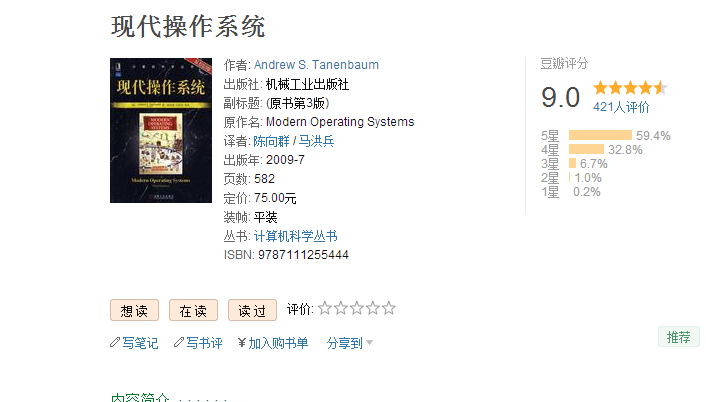 现代操作系统
现代操作系统
MODERN OPERATING SYSTEMS
Modern Operating Systems
作者: Andrew S. Tanenbaum
出版社: 机械工业出版社
副标题: (原书第3版)
原作名: Modern Operating Systems
译者: 陈向群 / 马洪兵
出版年: 2009-7
页数: 582
定价: 75.00元
装帧: 平装
丛书: 计算机科学丛书
ISBN: 9787111255444
豆瓣评分
9.0
421人评价
5星 59.4%
4星 32.8%
3星 6.7%
2星 1.0%
1星 0.2%
想读 在读 读过 评价:
写笔记 写书评 ¥加入购书单 分享到
推荐
内容简介 · · · · · ·